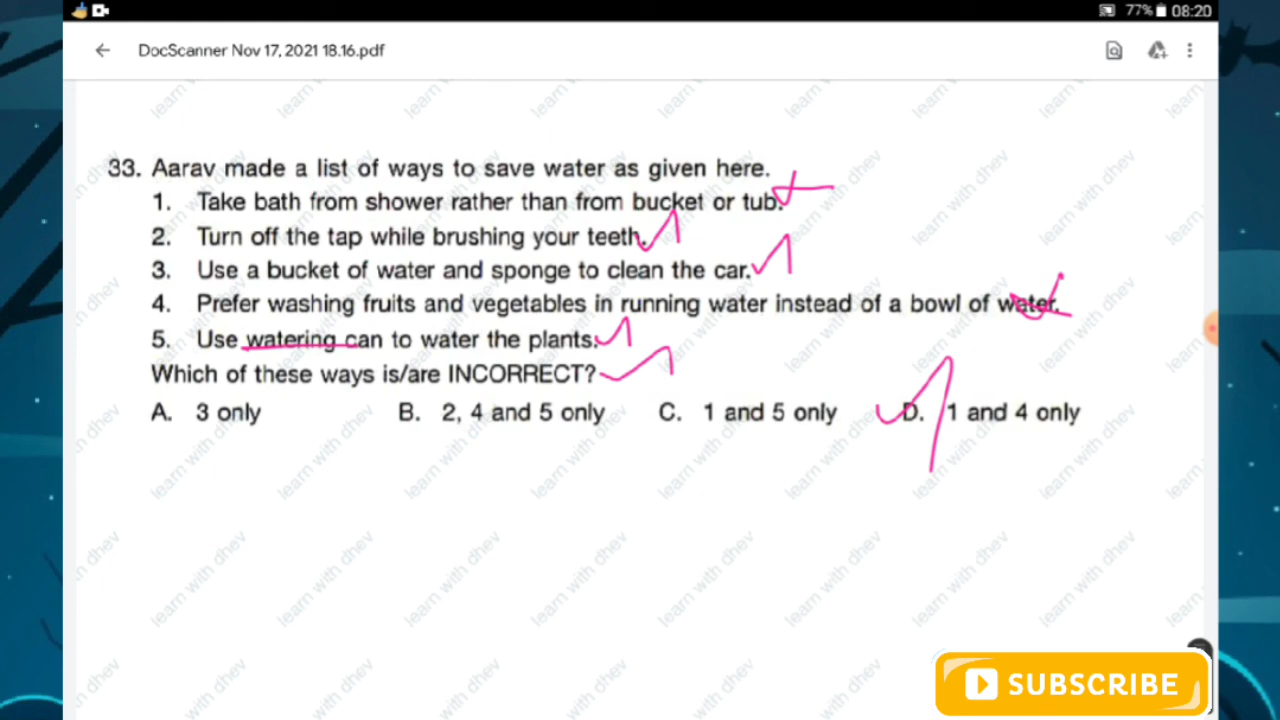 77% 08:20
DocScanner Nov 17, 2021 18.16.pdf
33. Aarav made a list of ways to save water as given here.
1. Take bath from shower rather than from bucket or tub.
2. Turn off the tap while brushing your teeth.
3. Use a bucket of water and sponge to clean the car.
4. Prefer washing fruits and vegetables in running water instead of a bowl of water.
5. Use watering can to water the plants.
Which of these ways is/are INCORRECT?
A. 3 only B. 2, 4 and 5 only C. 1 and 5 only D. 1 and 4 only
learn with dhev
SUBSCRIBE